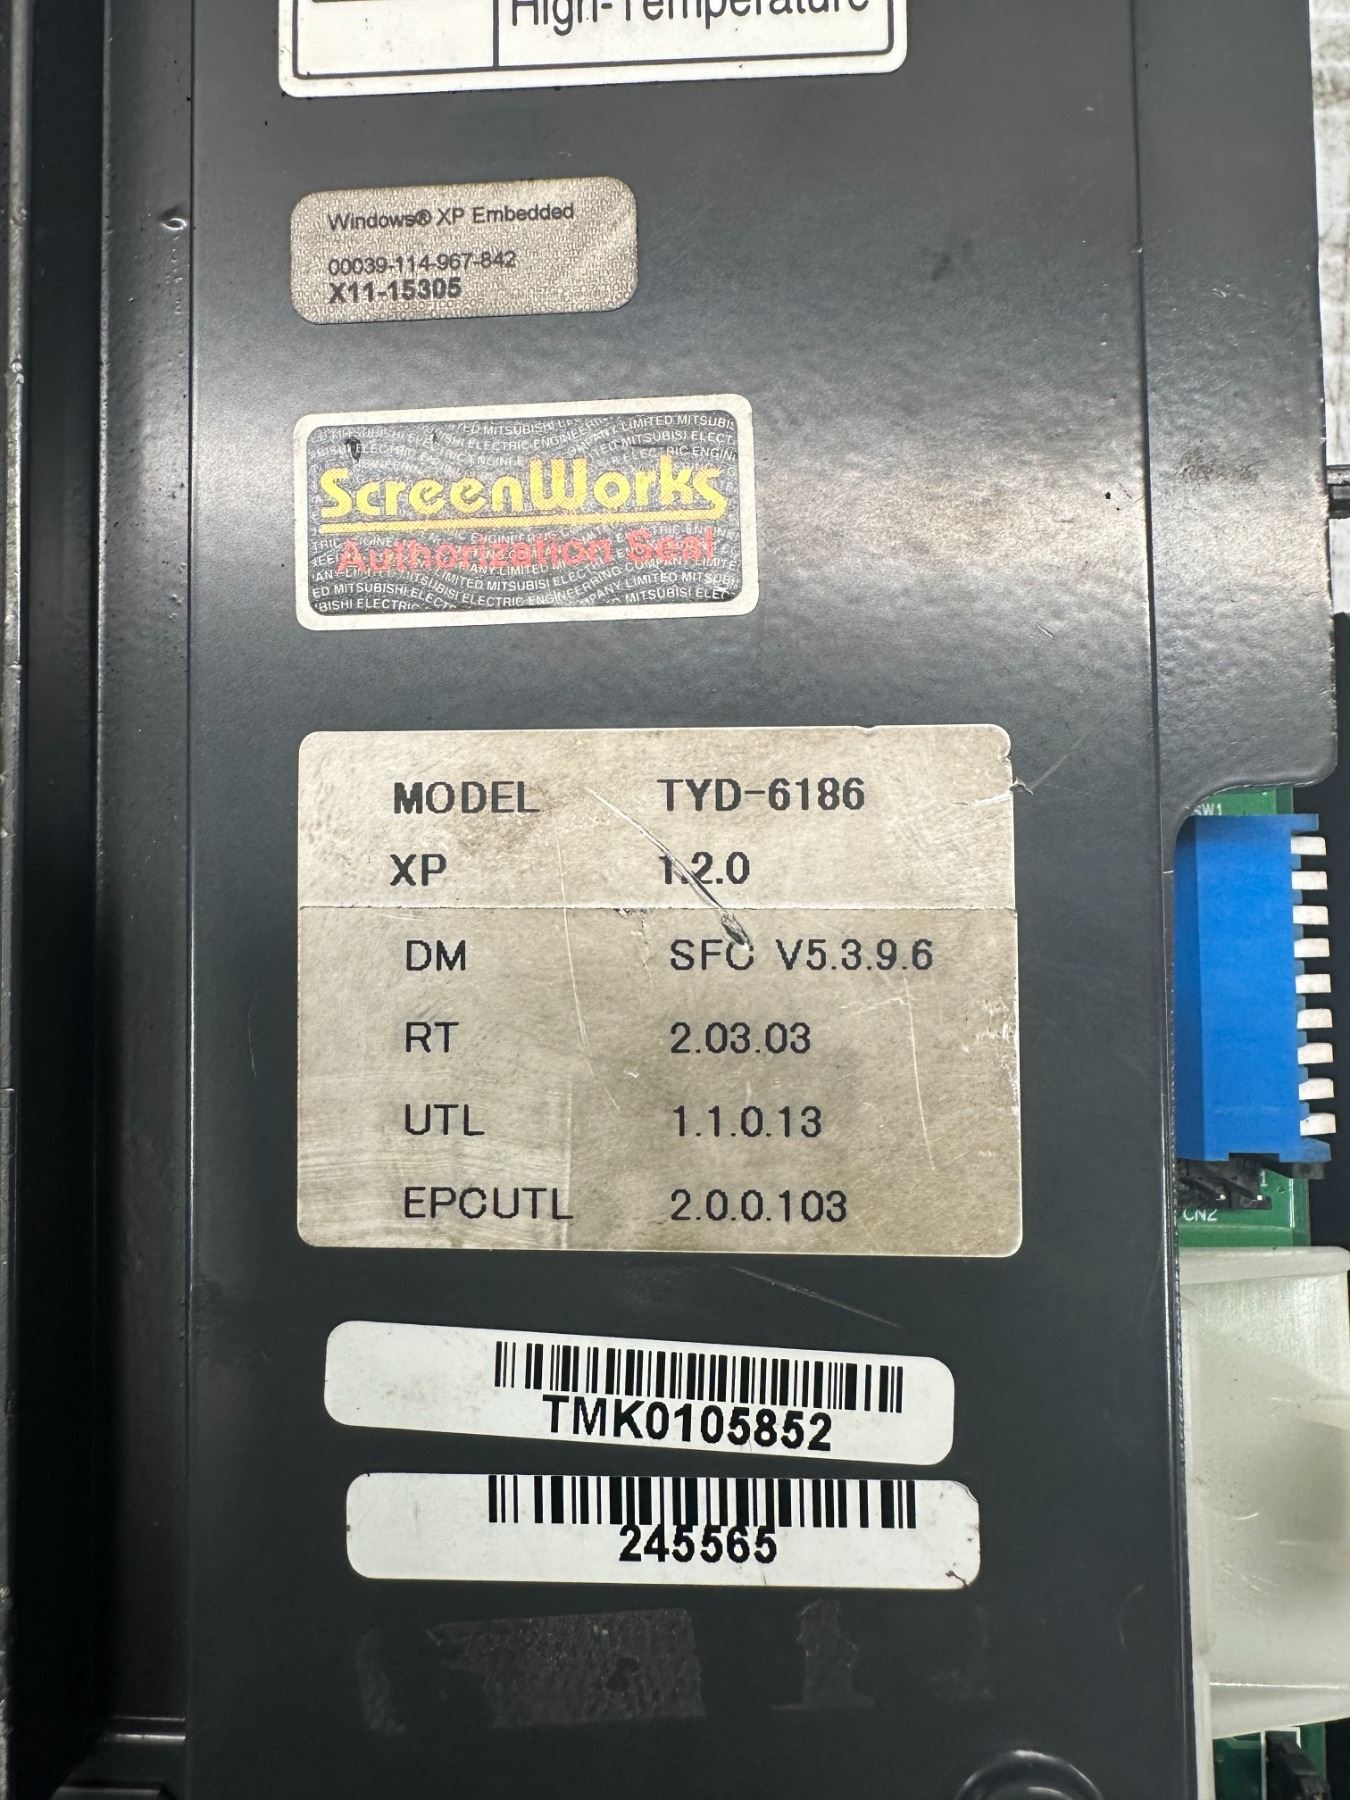 High-Temperature
Windows® XP Embedded
00039-114-967-842
X11-15305
ScreenWorks
Authorization Seal
MODEL TYD-6186
XP 1.2.0
DM SFC V5.3.9.6
RT 2.03.03
UTL 1.1.0.13
EPCUTL 2.0.0.103
TMK0105852
245565
SW1
CN2